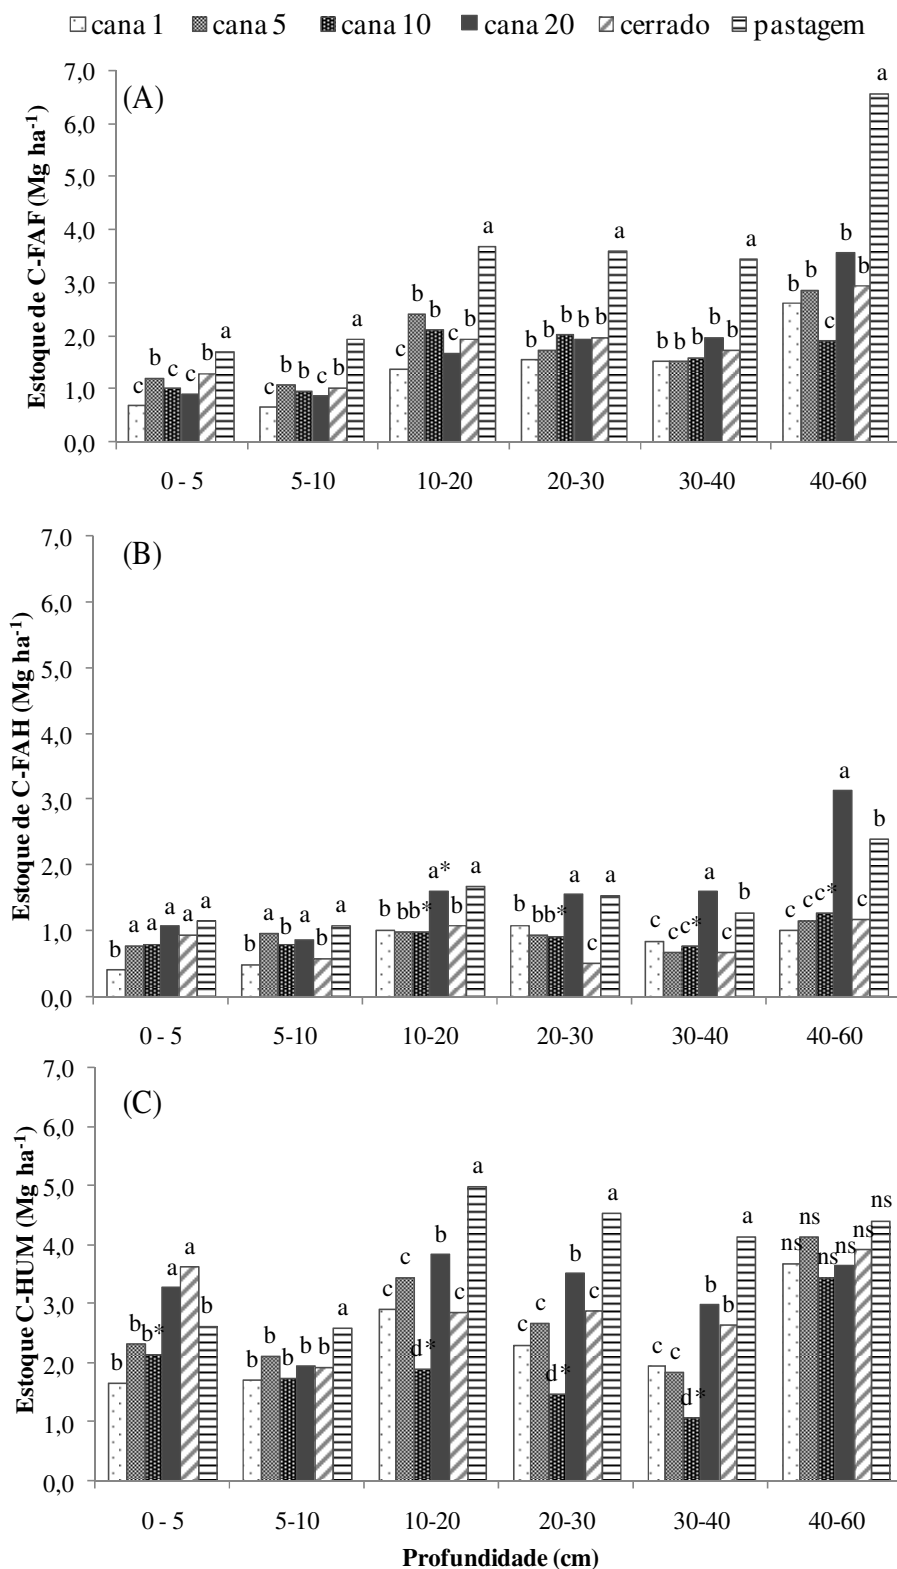 cana 1 cana 5 cana 10 cana 20 cerrado pastagem
(A)
Estoque de C-FAF (Mg ha⁻¹)
7,0
6,0
5,0
4,0
3,0
2,0
1,0
0,0
c b c c b a
c b b c b a
c b b c b a
b b b b b a
b b b b b a
b b c b b a
0 - 5 5-10 10-20 20-30 30-40 40-60
(B)
Estoque de C-FAH (Mg ha⁻¹)
7,0
6,0
5,0
4,0
3,0
2,0
1,0
0,0
b a a a a a
b a b a b a
b b b* a* b a
b b b* a c a
c c c* a c b
c c c* a c b
0 - 5 5-10 10-20 20-30 30-40 40-60
(C)
Estoque C-HUM (Mg ha⁻¹)
7,0
6,0
5,0
4,0
3,0
2,0
1,0
0,0
b b b* a a b
b b b b b a
c c d* b c a
c c d* b c a
c c d* b b a
ns ns ns ns ns ns
0 - 5 5-10 10-20 20-30 30-40 40-60
Profundidade (cm)